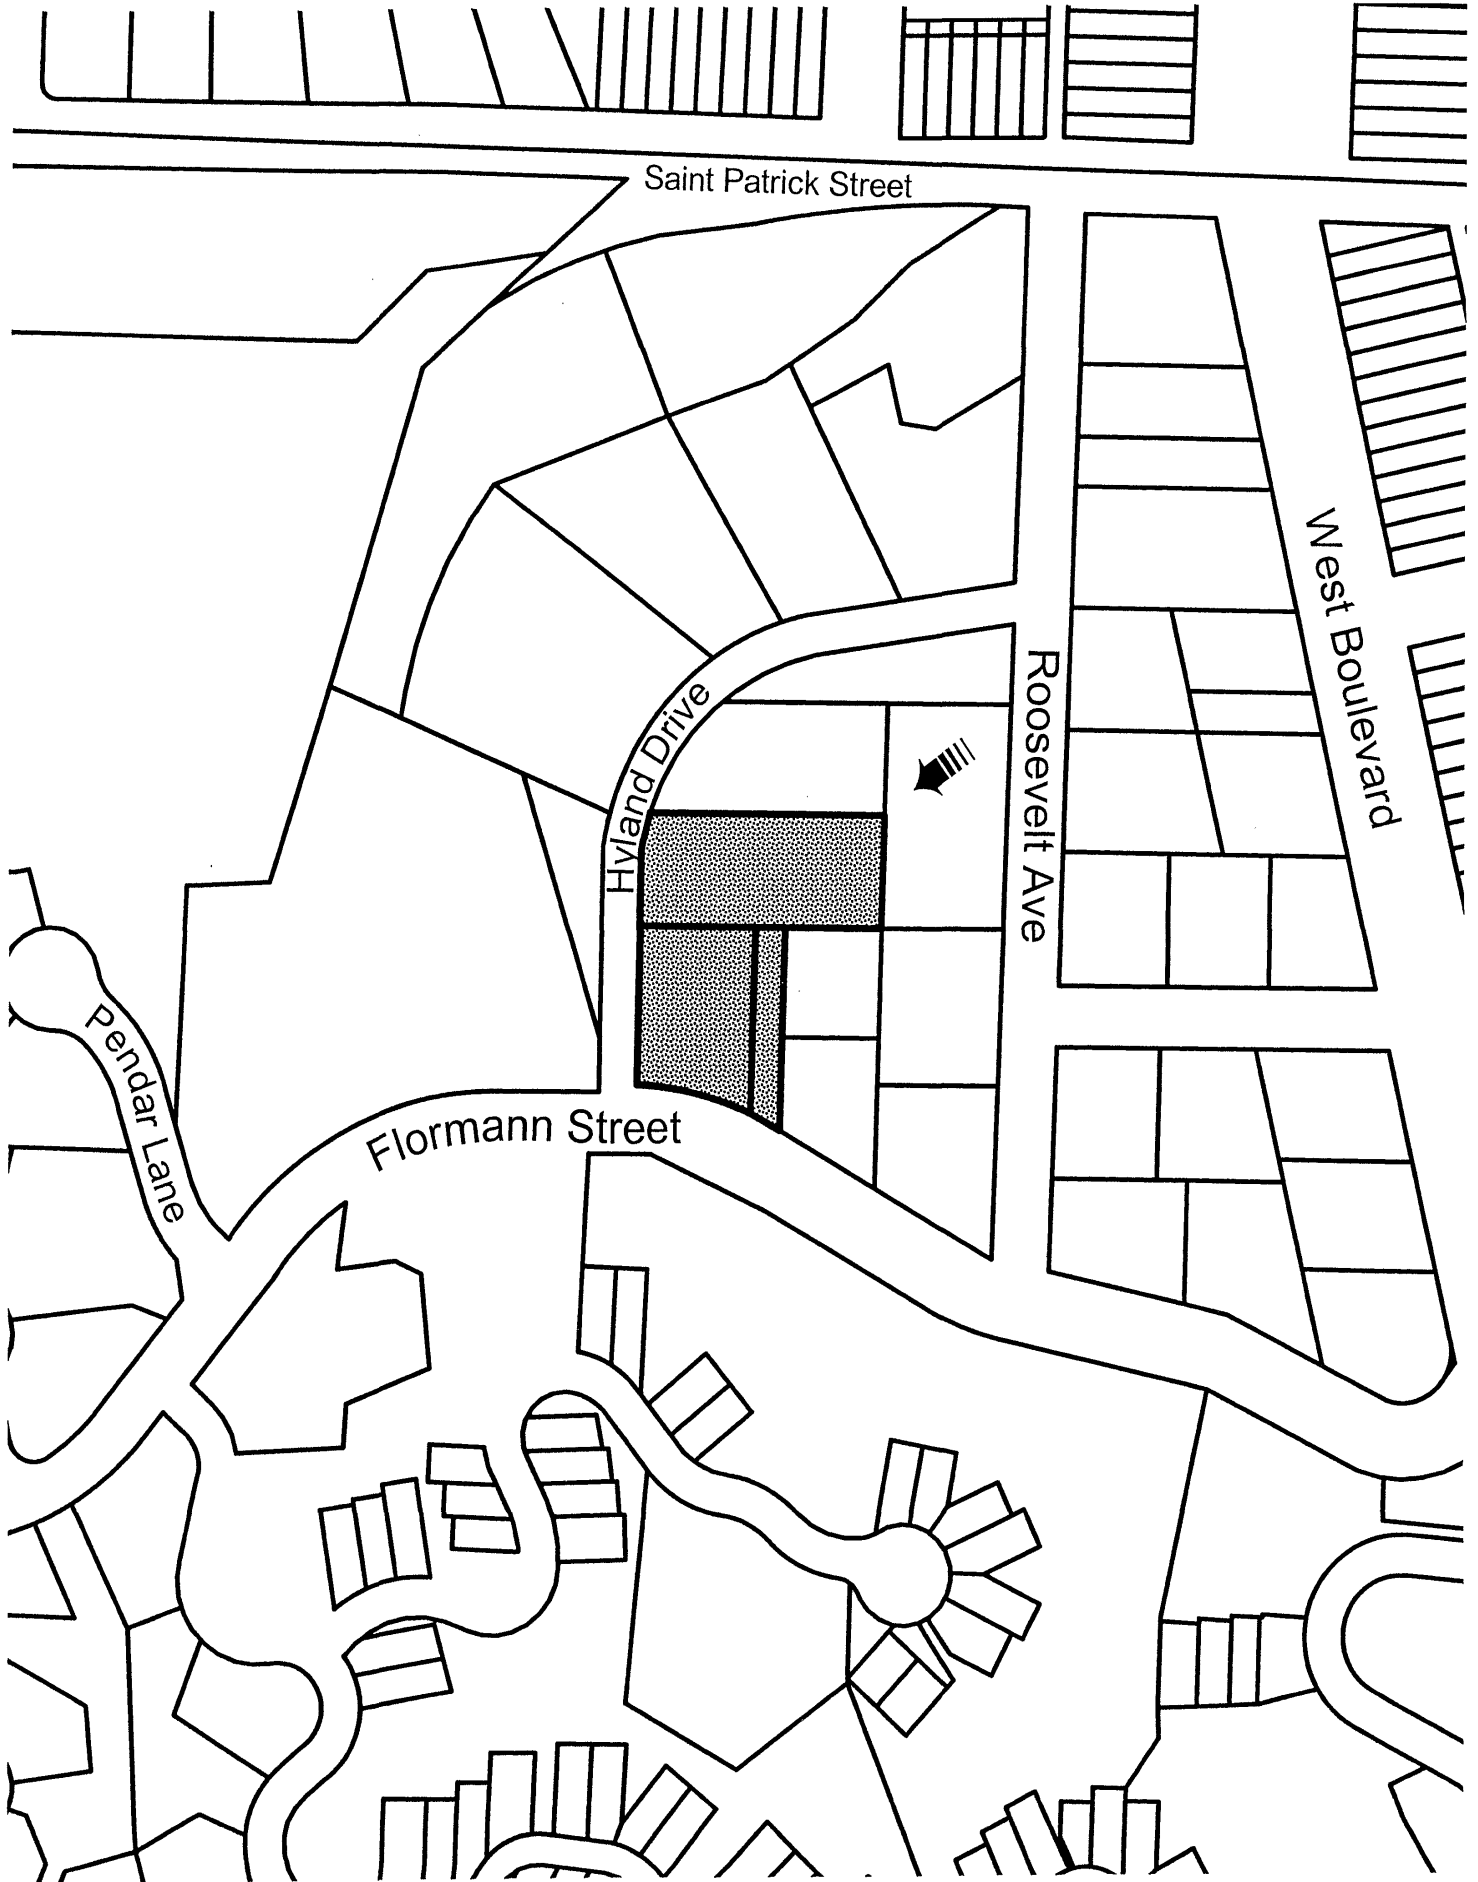 Saint Patrick Street
West Boulevard
Roosevelt Ave
Hyland Drive
Pendar Lane
Flormann Street